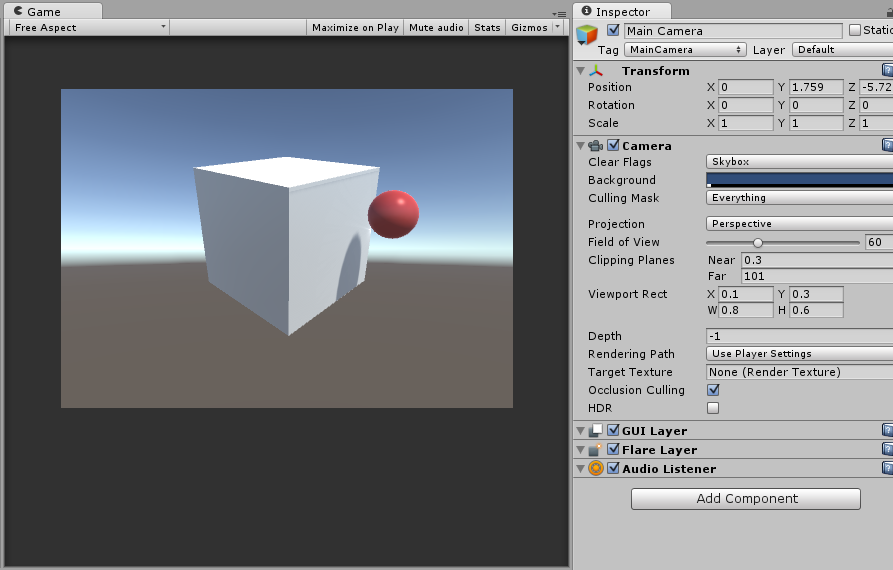 Game
Free Aspect
Maximize on Play Mute audio Stats Gizmos
Inspector
Main Camera Static
Tag MainCamera Layer Default
Transform
Position X 0 Y 1.759 Z -5.72
Rotation X 0 Y 0 Z 0
Scale X 1 Y 1 Z 1
Camera
Clear Flags Skybox
Background
Culling Mask Everything
Projection Perspective
Field of View 60
Clipping Planes Near 0.3
Far 101
Viewport Rect X 0.1 Y 0.3
W 0.8 H 0.6
Depth -1
Rendering Path Use Player Settings
Target Texture None (Render Texture)
Occlusion Culling
HDR
GUI Layer
Flare Layer
Audio Listener
Add Component